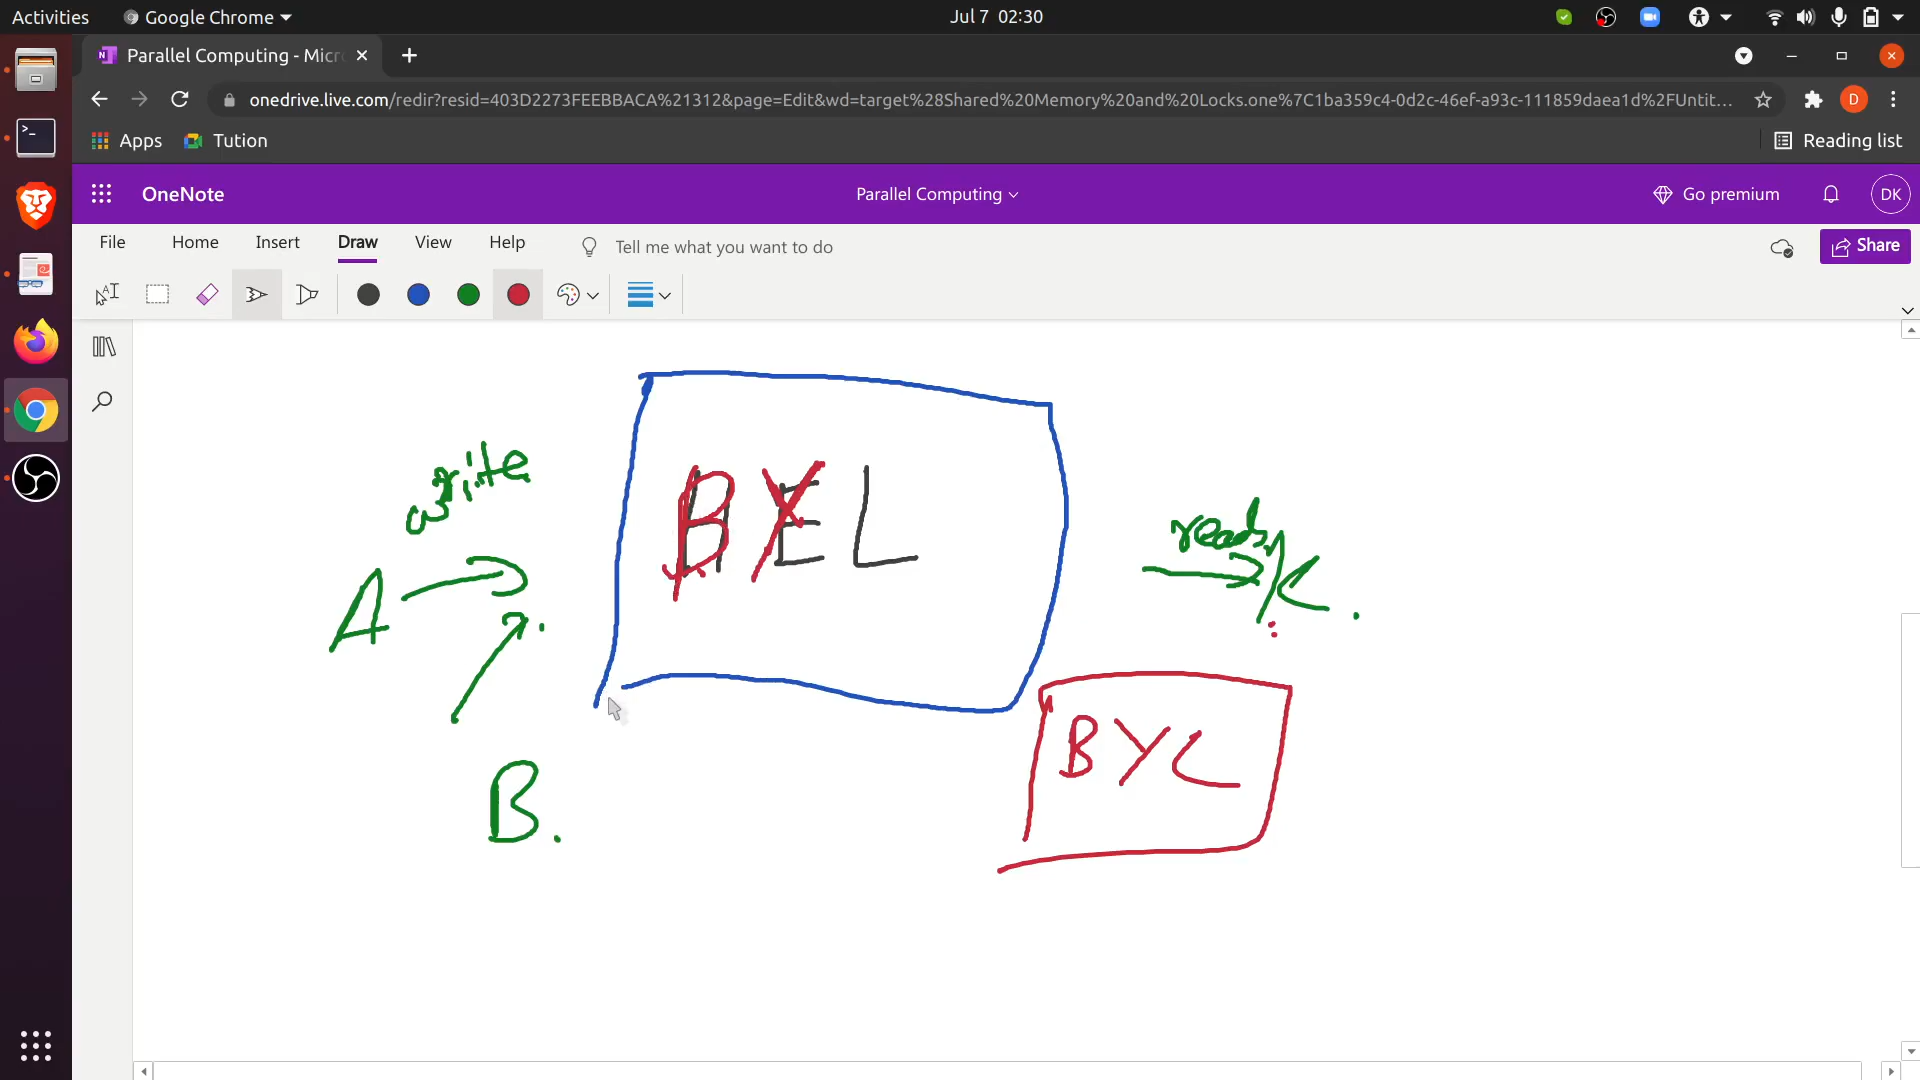 Activities Google Chrome Jul 7 02:30
Parallel Computing - Micr
onedrive.live.com/redir?resid=403D2273FEEBBACA%21312&page=Edit&wd=target%28Shared%20Memory%20and%20Locks.one%7C1ba359c4-0d2c-46ef-a93c-111859daea1d%2FUntit... D
Apps Tution Reading list
OneNote Parallel Computing Go premium DK
File Home Insert Draw View Help Tell me what you want to do Share
write
BYL
reads
A
K.
BYL
B.